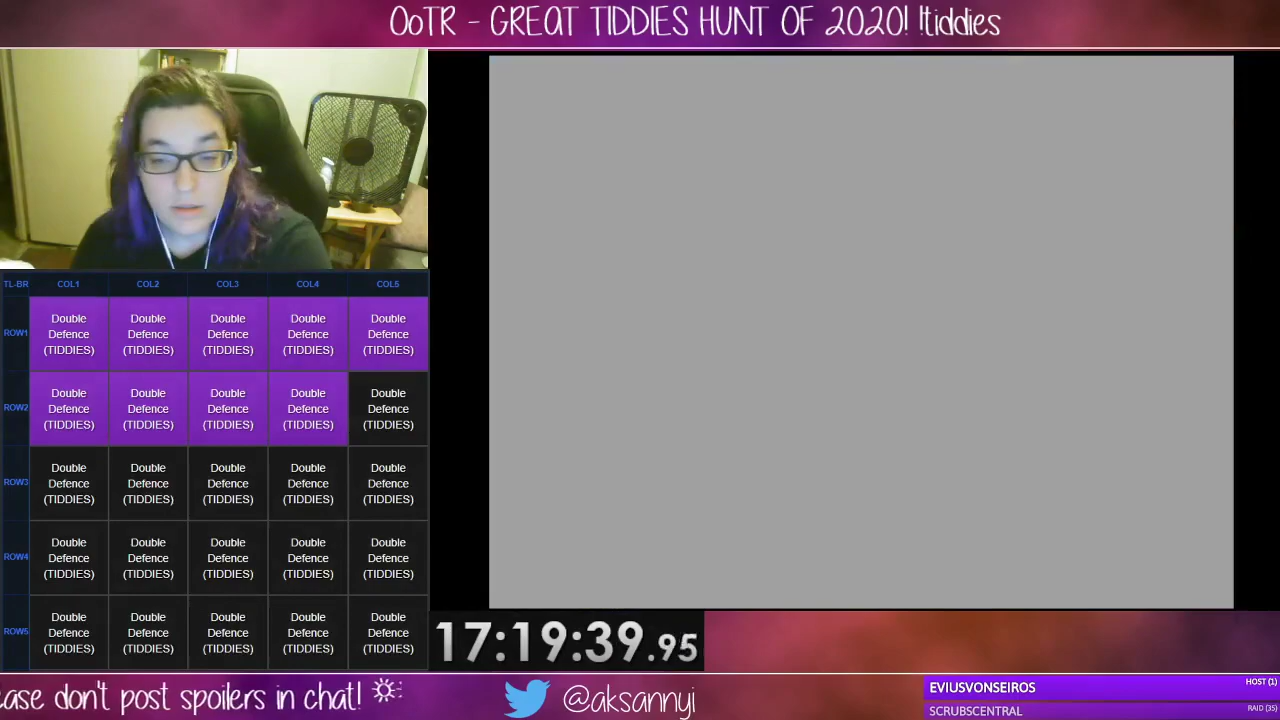 OoTR - GREAT TIDDIES HUNT OF 2020! !tiddies
TL-BR COL1 COL2 COL3 COL4 COL5
ROW1
Double Defence (TIDDIES)
Double Defence (TIDDIES)
Double Defence (TIDDIES)
Double Defence (TIDDIES)
Double Defence (TIDDIES)
ROW2
Double Defence (TIDDIES)
Double Defence (TIDDIES)
Double Defence (TIDDIES)
Double Defence (TIDDIES)
Double Defence (TIDDIES)
ROW3
Double Defence (TIDDIES)
Double Defence (TIDDIES)
Double Defence (TIDDIES)
Double Defence (TIDDIES)
Double Defence (TIDDIES)
ROW4
Double Defence (TIDDIES)
Double Defence (TIDDIES)
Double Defence (TIDDIES)
Double Defence (TIDDIES)
Double Defence (TIDDIES)
ROW5
Double Defence (TIDDIES)
Double Defence (TIDDIES)
Double Defence (TIDDIES)
Double Defence (TIDDIES)
Double Defence (TIDDIES)
17:19:39.95
ease don't post spoilers in chat!
@aksannyi
EVIUSVONSEIROS HOST (1)
SCRUBSCENTRAL RAID (35)